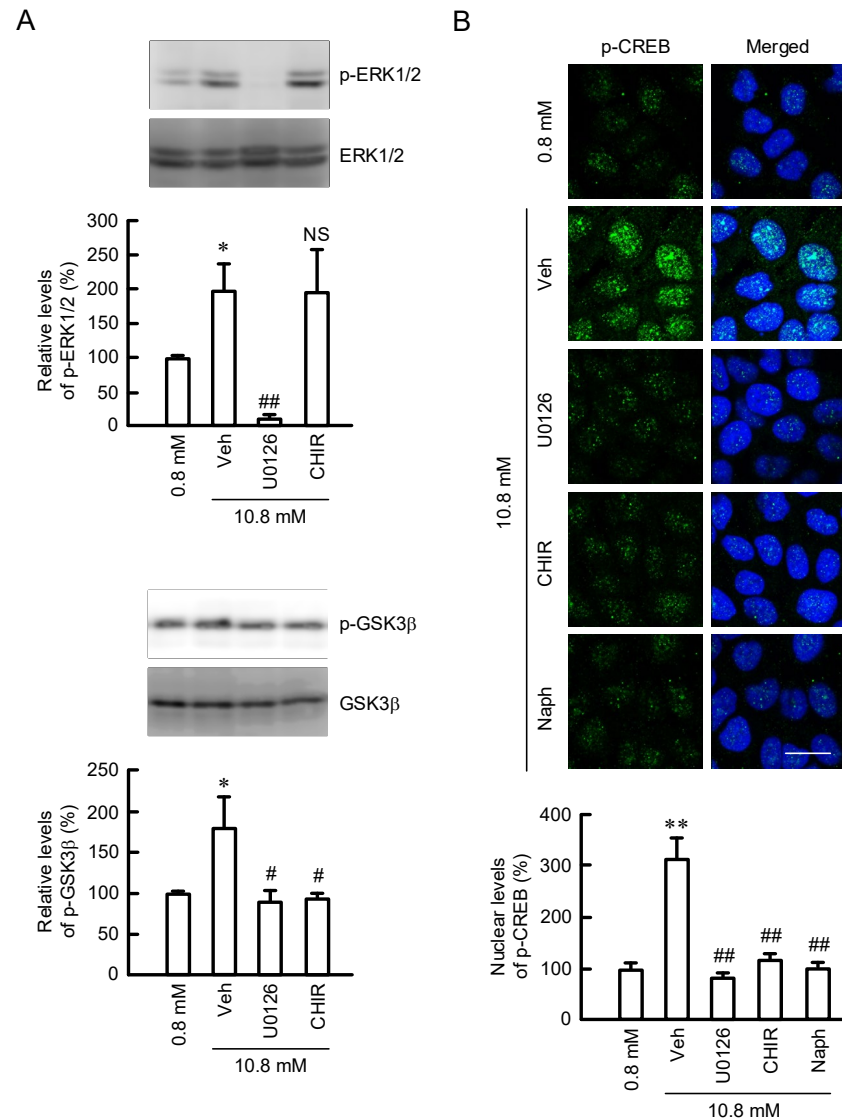 A
p-ERK1/2
ERK1/2
Relative levels
of p-ERK1/2 (%)
300
250
200
150
100
50
0
*
##
NS
0.8 mM
Veh
U0126
CHIR
10.8 mM
p-GSK3β
GSK3β
Relative levels
of p-GSK3β (%)
250
200
150
100
50
0
*
#
#
0.8 mM
Veh
U0126
CHIR
10.8 mM
B
p-CREB
Merged
0.8 mM
10.8 mM
Veh
U0126
CHIR
Naph
Nuclear levels
of p-CREB (%)
400
300
200
100
0
**
##
##
##
0.8 mM
Veh
U0126
CHIR
Naph
10.8 mM